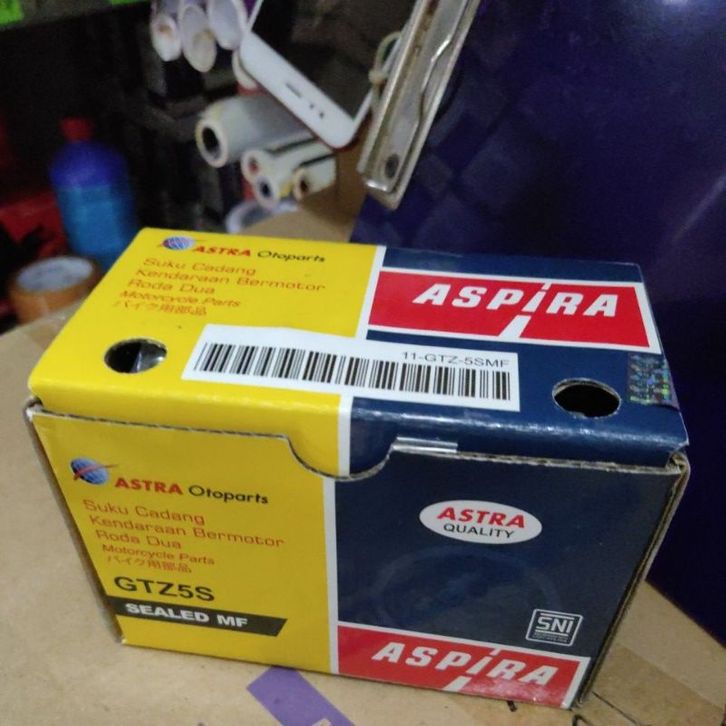 ASTRA Otoparts
Suku Cadang
Kendaraan Bermotor
Roda Dua
Motorcycle Parts
バイク用部品
ASPIRA
11-GTZ-5SMF
ASTRA Otoparts
Suku Cadang
Kendaraan Bermotor
Roda Dua
Motorcycle Parts
バイク用部品
GTZ5S
SEALED MF
ASTRA
QUALITY
SNI
ASPIRA